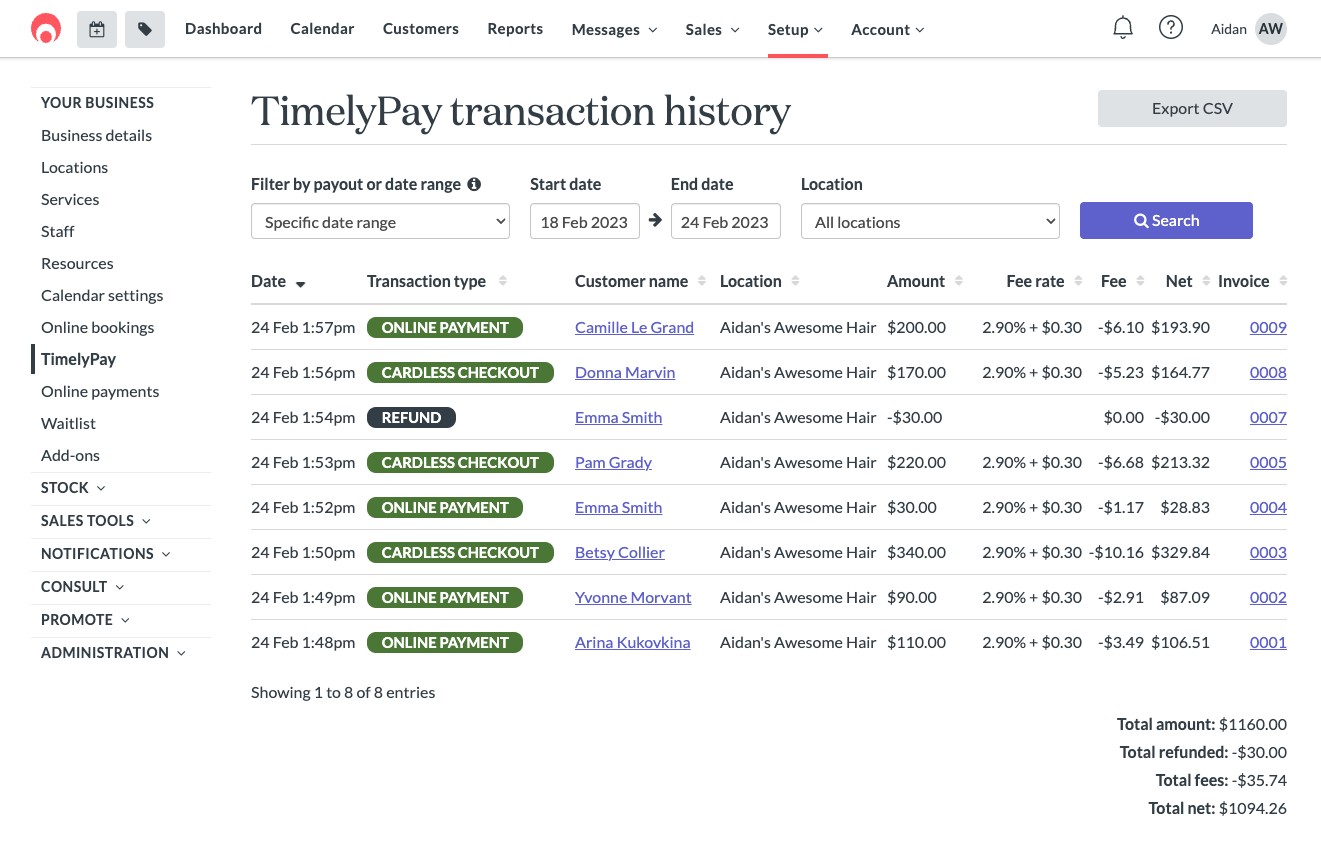 Dashboard Calendar Customers Reports Messages Sales Setup Account Aidan AW
YOUR BUSINESS
Business details
Locations
Services
Staff
Resources
Calendar settings
Online bookings
TimelyPay
Online payments
Waitlist
Add-ons
STOCK
SALES TOOLS
NOTIFICATIONS
CONSULT
PROMOTE
ADMINISTRATION
TimelyPay transaction history
Export CSV
Filter by payout or date range Start date End date Location
Specific date range 18 Feb 2023 24 Feb 2023 All locations Search
Date Transaction type Customer name Location Amount Fee rate Fee Net Invoice
24 Feb 1:57pm ONLINE PAYMENT Camille Le Grand Aidan's Awesome Hair $200.00 2.90% + $0.30 -$6.10 $193.90 0009
24 Feb 1:56pm CARDLESS CHECKOUT Donna Marvin Aidan's Awesome Hair $170.00 2.90% + $0.30 -$5.23 $164.77 0008
24 Feb 1:54pm REFUND Emma Smith Aidan's Awesome Hair -$30.00 $0.00 -$30.00 0007
24 Feb 1:53pm CARDLESS CHECKOUT Pam Grady Aidan's Awesome Hair $220.00 2.90% + $0.30 -$6.68 $213.32 0005
24 Feb 1:52pm ONLINE PAYMENT Emma Smith Aidan's Awesome Hair $30.00 2.90% + $0.30 -$1.17 $28.83 0004
24 Feb 1:50pm CARDLESS CHECKOUT Betsy Collier Aidan's Awesome Hair $340.00 2.90% + $0.30 -$10.16 $329.84 0003
24 Feb 1:49pm ONLINE PAYMENT Yvonne Morvant Aidan's Awesome Hair $90.00 2.90% + $0.30 -$2.91 $87.09 0002
24 Feb 1:48pm ONLINE PAYMENT Arina Kukovkina Aidan's Awesome Hair $110.00 2.90% + $0.30 -$3.49 $106.51 0001
Showing 1 to 8 of 8 entries
Total amount: $1160.00
Total refunded: -$30.00
Total fees: -$35.74
Total net: $1094.26